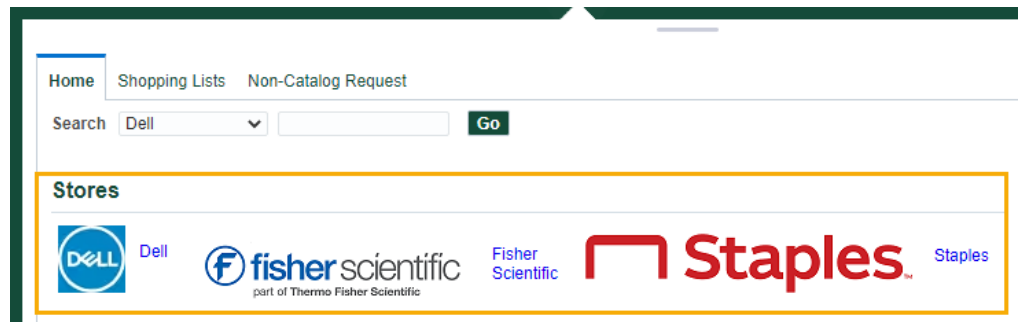 Home Shopping Lists Non-Catalog Request
Search Dell Go
Stores
DELL Dell
fisher scientific
part of Thermo Fisher Scientific
Fisher
Scientific
Staples™
Staples